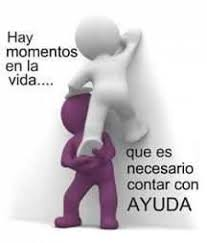 Hay
momentos
en la
vida....
que es
necesario
contar con
AYUDA